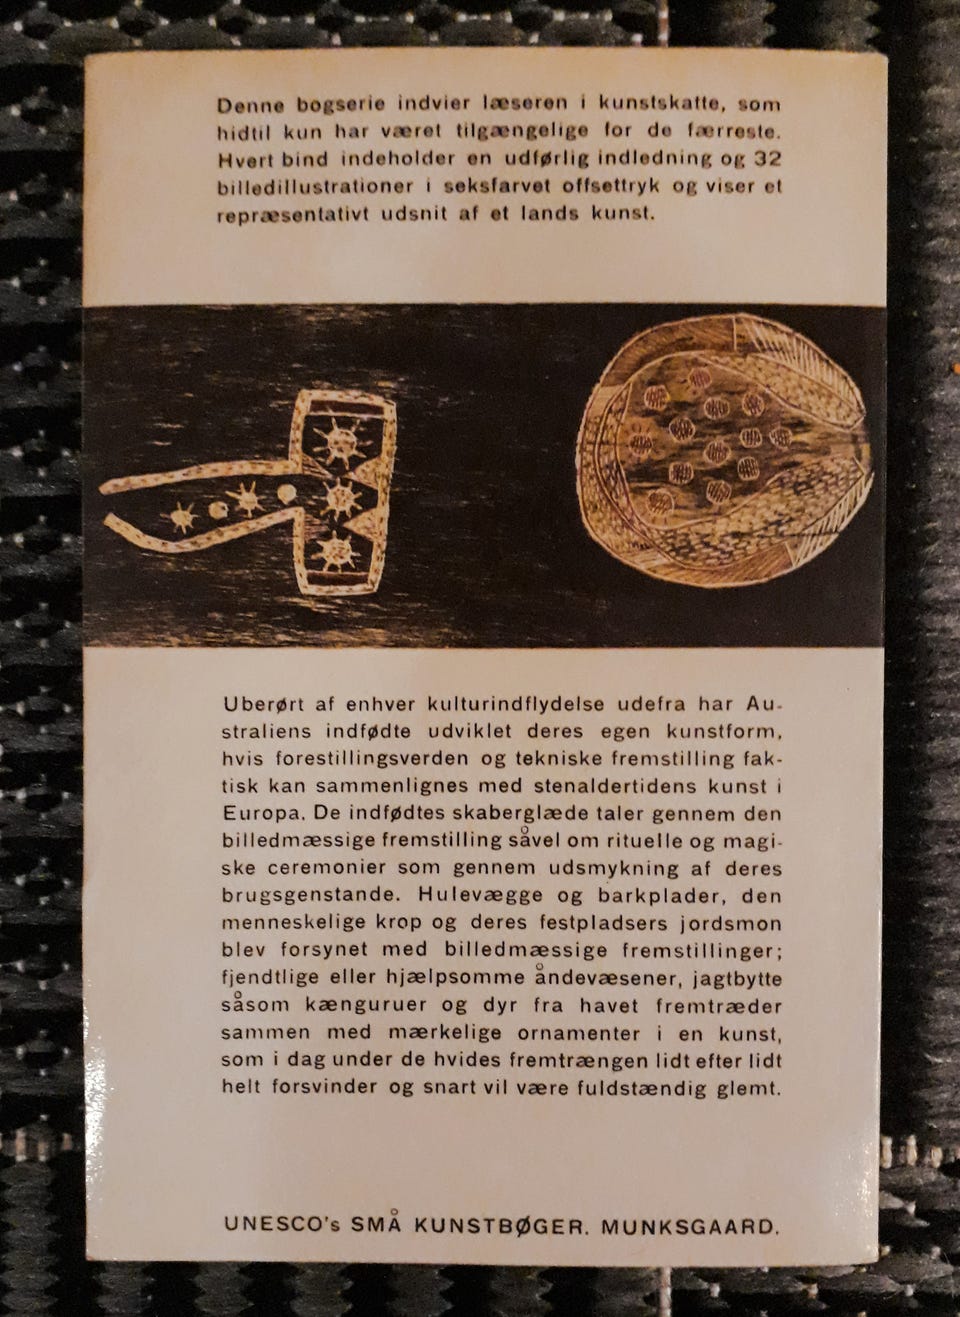 Denne bogserie indvier læseren i kunstskatte, som
hidtil kun har været tilgængelige for de færreste.
Hvert bind indeholder en udførlig indledning og 32
billedillustrationer i seksfarvet offsettryk og viser et
repræsentativt udsnit af et lands kunst.
Uberørt af enhver kulturindflydelse udefra har Au-
straliens indfødte udviklet deres egen kunstform,
hvis forestillingsverden og tekniske fremstilling fak-
tisk kan sammenlignes med stenaldertidens kunst i
Europa. De indfødtes skaberglæde taler gennem den
billedmæssige fremstilling såvel om rituelle og magi-
ske ceremonier som gennem udsmykning af deres
brugsgenstande. Hulevægge og barkplader, den
menneskelige krop og deres festpladsers jordsmon
blev forsynet med billedmæssige fremstillinger;
fjendtlige eller hjælpsomme åndevæsener, jagtbytte
såsom kænguruer og dyr fra havet fremtræder
sammen med mærkelige ornamenter i en kunst,
som i dag under de hvides fremtrængen lidt efter lidt
helt forsvinder og snart vil være fuldstændig glemt.
UNESCO's SMÅ KUNSTBØGER. MUNKSGAARD.